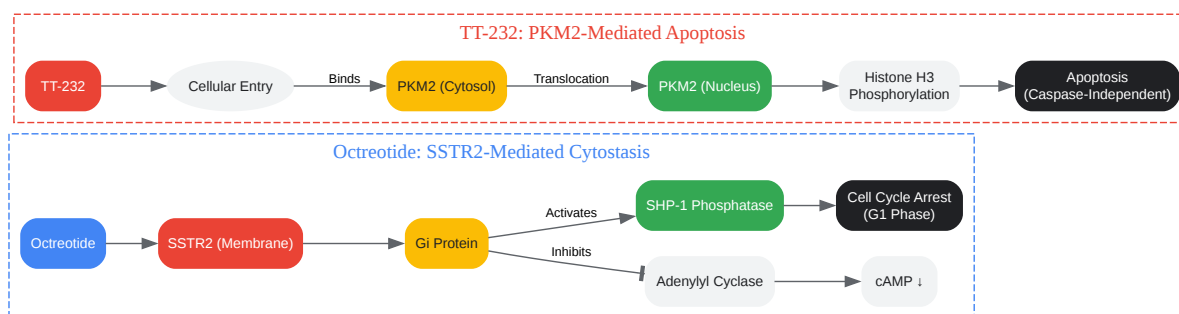 TT-232: PKM2-Mediated Apoptosis
TT-232
Cellular Entry
Binds
PKM2 (Cytosol)
Translocation
PKM2 (Nucleus)
Histone H3
Phosphorylation
Apoptosis
(Caspase-Independent)
Octreotide: SSTR2-Mediated Cytostasis
Octreotide
SSTR2 (Membrane)
Gi Protein
Activates
SHP-1 Phosphatase
Cell Cycle Arrest
(G1 Phase)
Inhibits
Adenylyl Cyclase
cAMP ↓